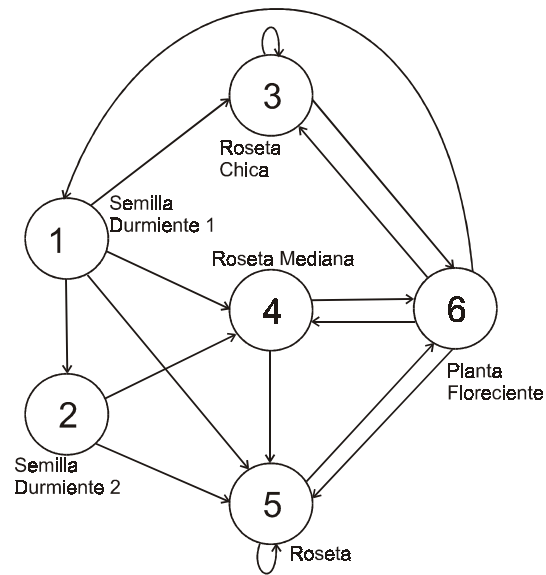 3
Roseta
Chica
Semilla
Durmiente 1
1
Roseta Mediana
4
6
Planta
Floreciente
2
Semilla
Durmiente 2
5
Roseta